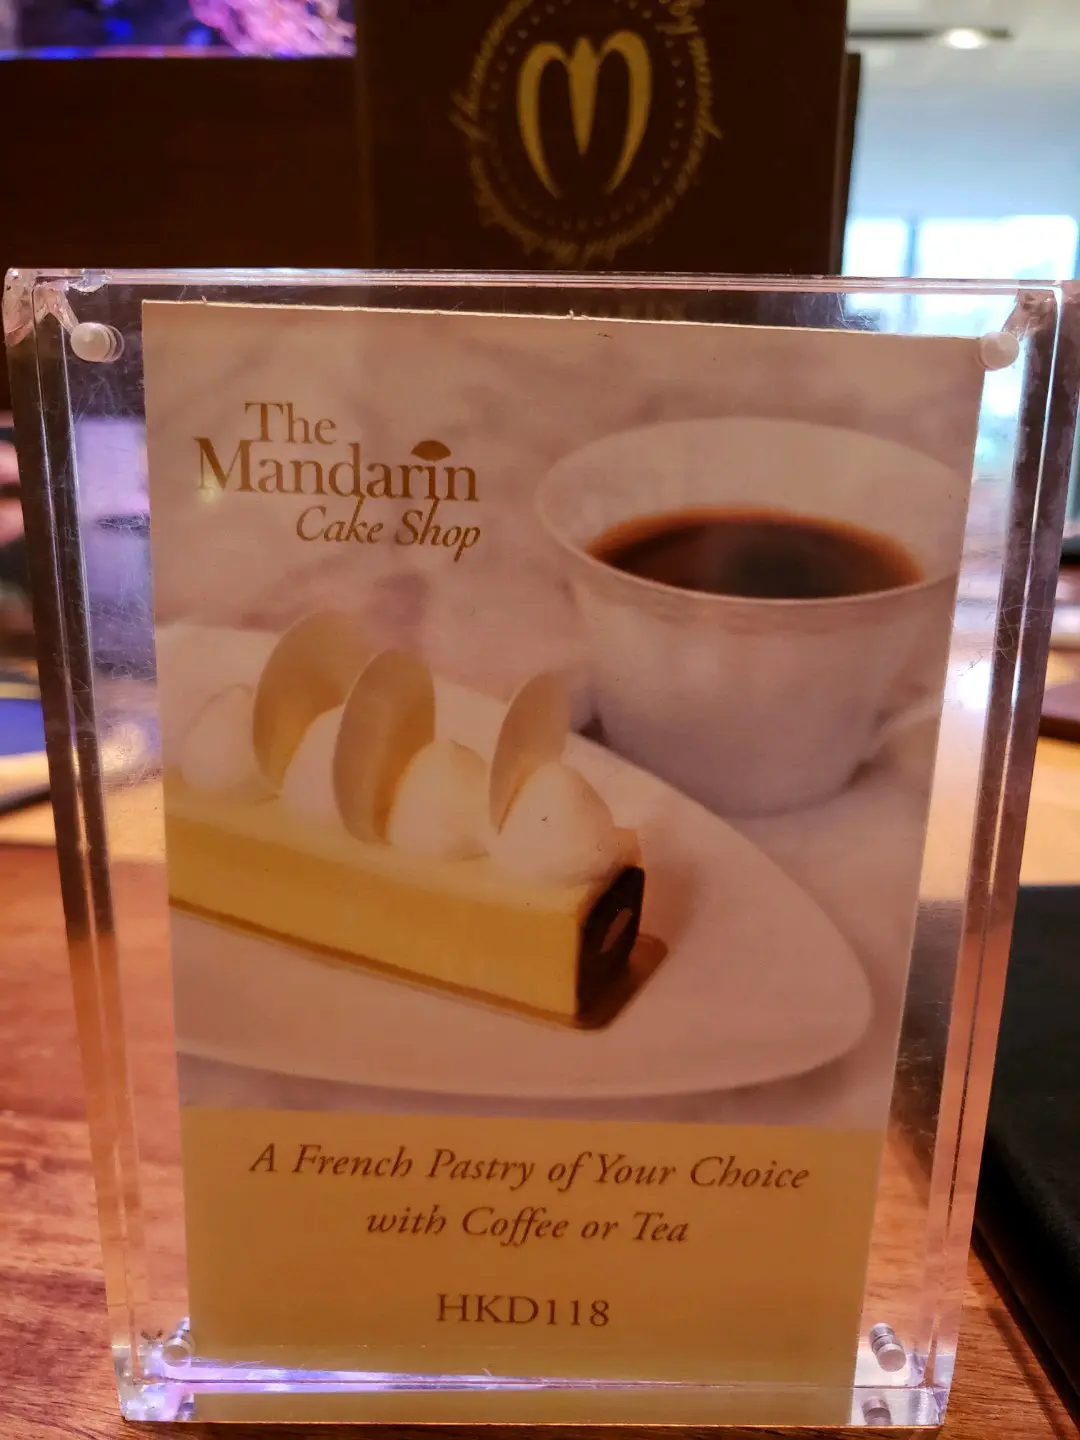 The
Mandarin
Cake Shop
A French Pastry of Your Choice
with Coffee or Tea
HKD118